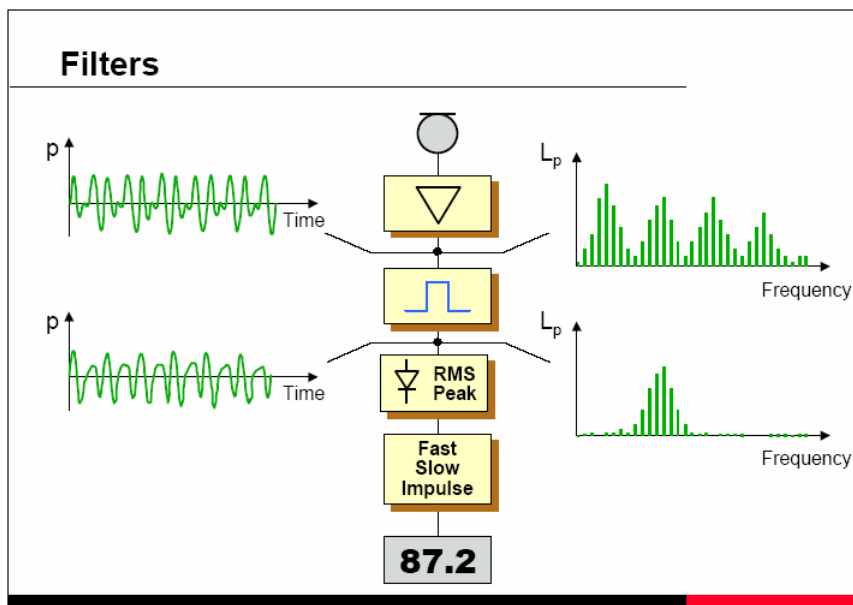 Filters
p
Time
Lp
Frequency
p
Time
Lp
Frequency
RMS
Peak
Fast
Slow
Impulse
87.2